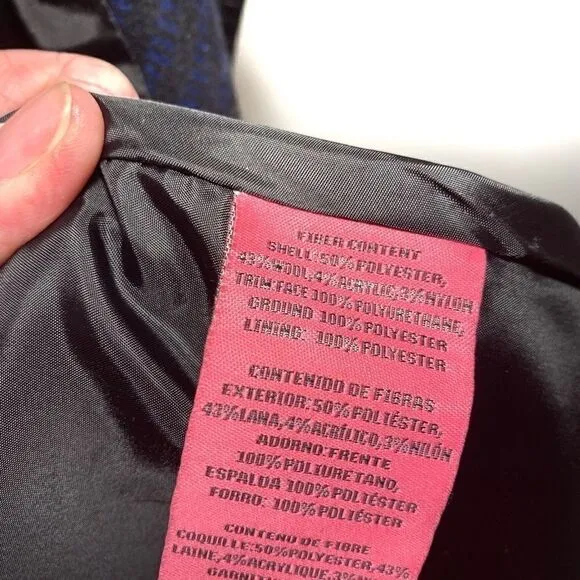 FIBER CONTENT
SHELL: 50% POLYESTER,
43% WOOL, 4% ACRYLIC, 3% NYLON
TRIM: FACE 100% POLYURETHANE,
GROUND 100% POLYESTER
LINING: 100% POLYESTER
CONTENIDO DE FIBRAS
EXTERIOR: 50% POLIÉSTER,
43% LANA, 4% ACRÍLICO, 3% NILÓN
ADORNO: FRENTE
100% POLIURETANO,
ESPALDA 100% POLIÉSTER
FORRO: 100% POLIÉSTER
CONTENO DE FIBRE
COQUILLE: 50% POLYESTER, 43%
LAINE, 4% ACRYLIQUE, 3%